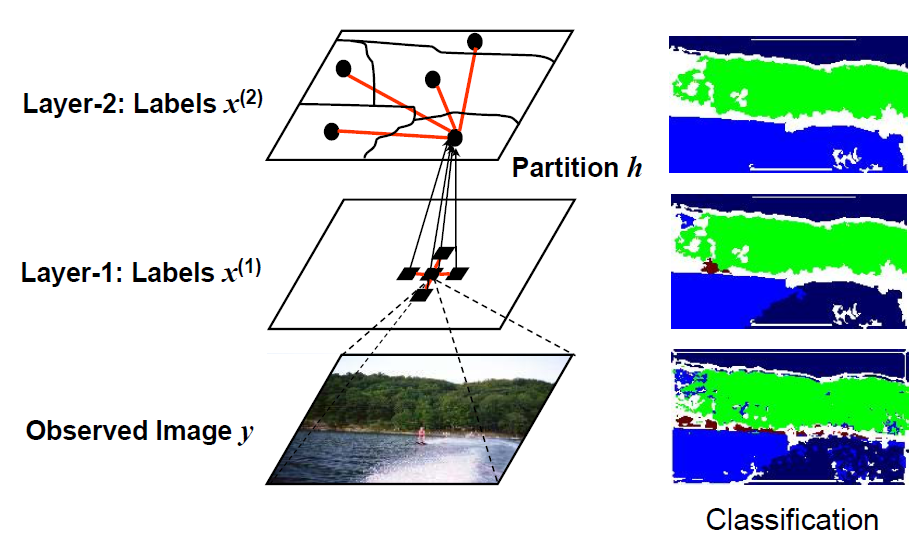 Layer-2: Labels x(2)
Partition h
Layer-1: Labels x(1)
Observed Image y
Classification